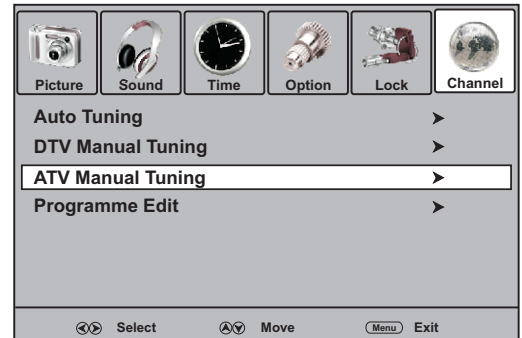 Picture Sound Time Option Lock Channel
Auto Tuning
DTV Manual Tuning
ATV Manual Tuning
Programme Edit
Select Move Menu Exit